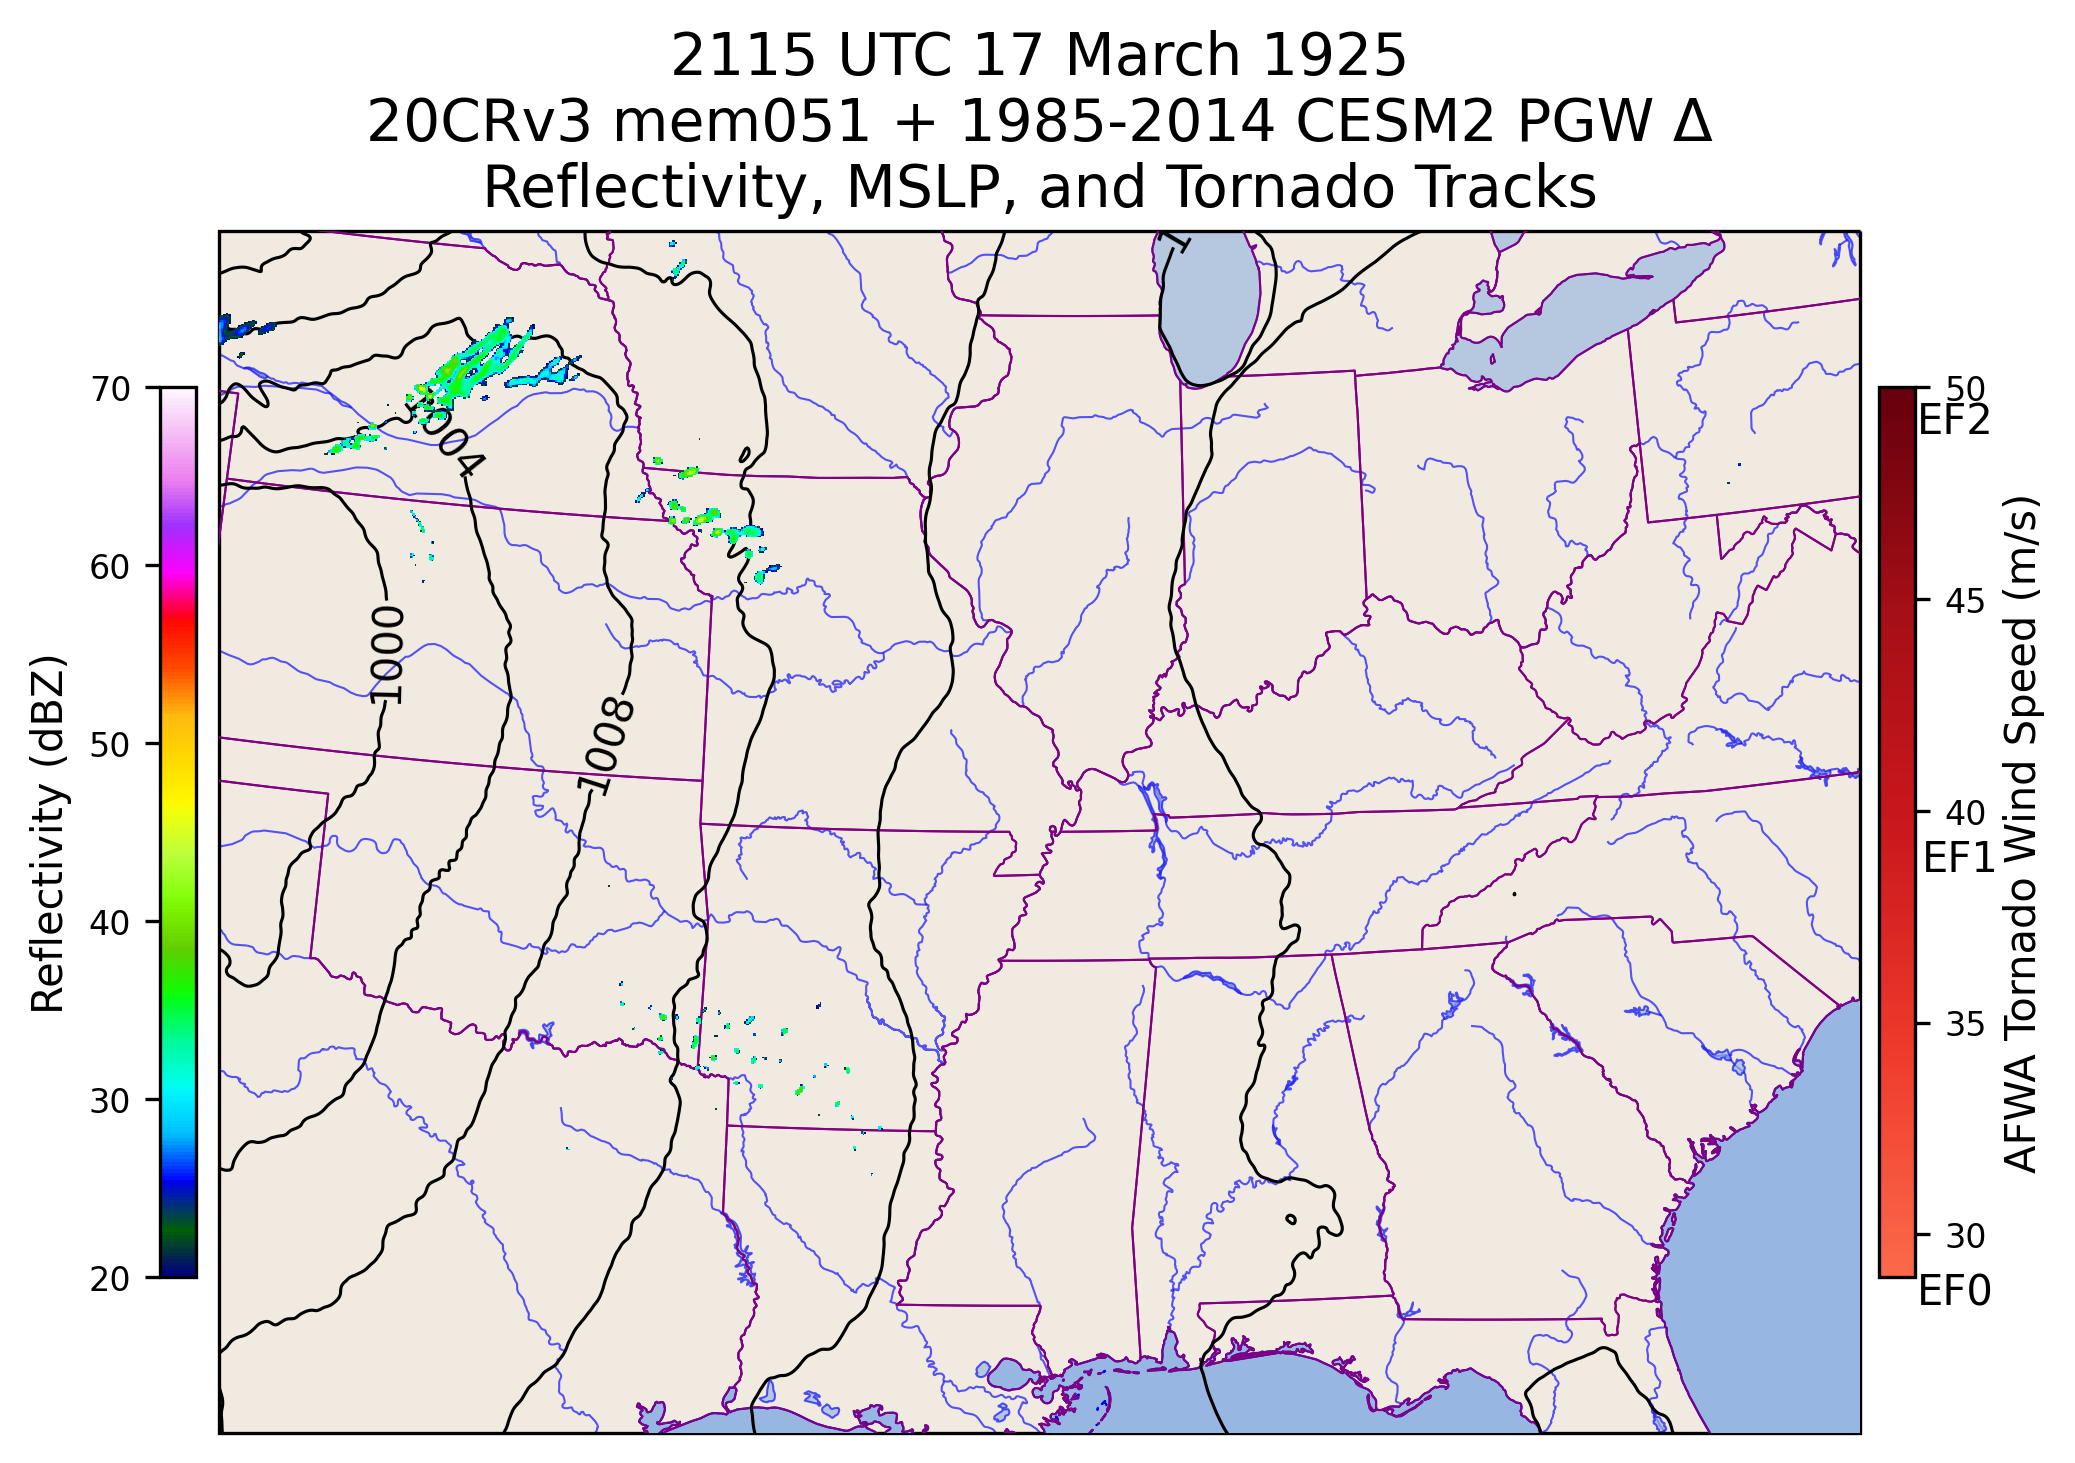 2115 UTC 17 March 1925
20CRv3 mem051 + 1985-2014 CESM2 PGW Δ
Reflectivity, MSLP, and Tornado Tracks
70
60
50
40
30
20
Reflectivity (dBZ)
1
1004
1000
1008
50
EF2
45
40
EF1
35
30
EF0
AFWA Tornado Wind Speed (m/s)